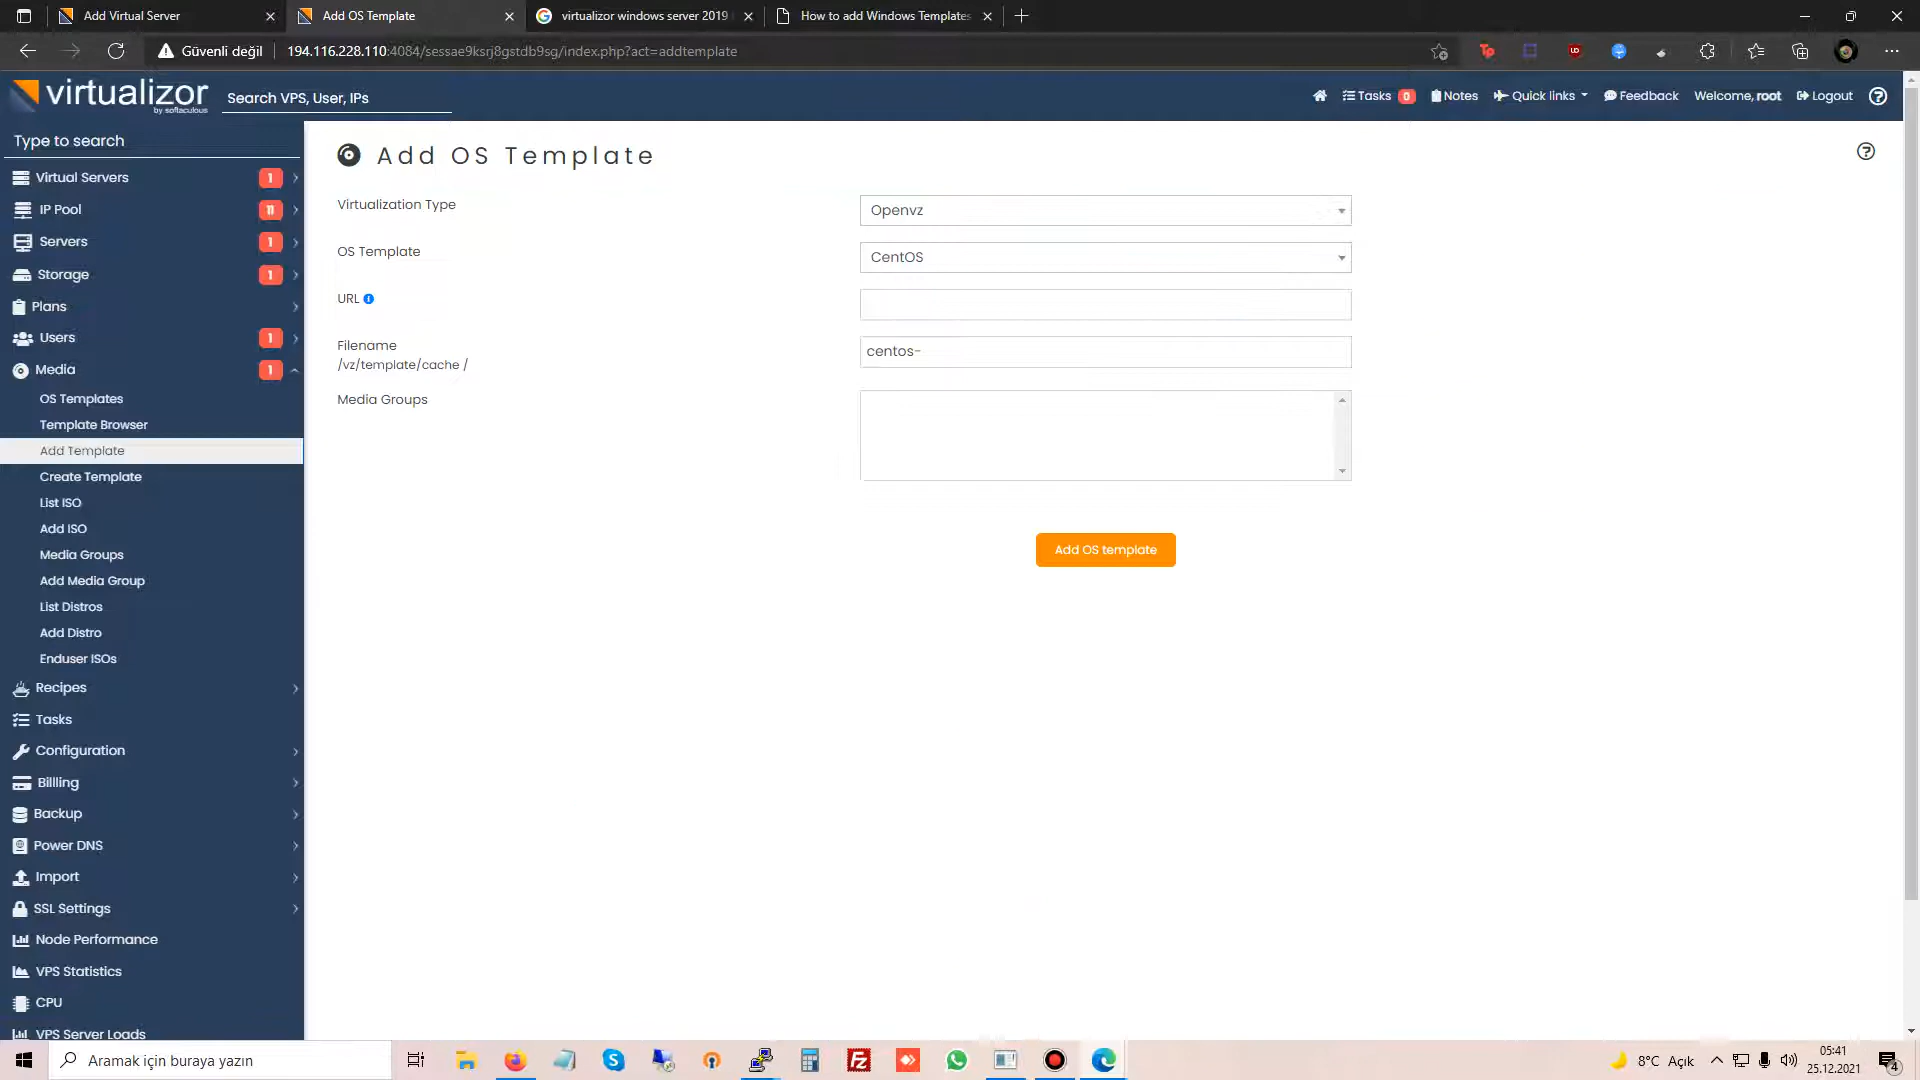 Add Virtual Server
Add OS Template
virtualizor windows server 2019
How to add Windows Templates
Güvenli değil
194.116.228.110:4084/sessae9ksrj8gstdb9sg/index.php?act=addtemplate
virtualizor
by softaculous
Search VPS, User, IPs
Tasks 0
Notes
Quick links
Feedback
Welcome, root
Logout
Type to search
Virtual Servers 1
IP Pool 11
Servers 1
Storage 1
Plans
Users 1
Media 1
OS Templates
Template Browser
Add Template
Create Template
List ISO
Add ISO
Media Groups
Add Media Group
List Distros
Add Distro
Enduser ISOs
Recipes
Tasks
Configuration
Billling
Backup
Power DNS
Import
SSL Settings
Node Performance
VPS Statistics
CPU
VPS Server Loads
Add OS Template
Virtualization Type
Openvz
OS Template
CentOS
URL
Filename
/vz/template/cache /
centos-
Media Groups
Add OS template
Aramak için buraya yazın
8°C Açık
05:41
25.12.2021
4